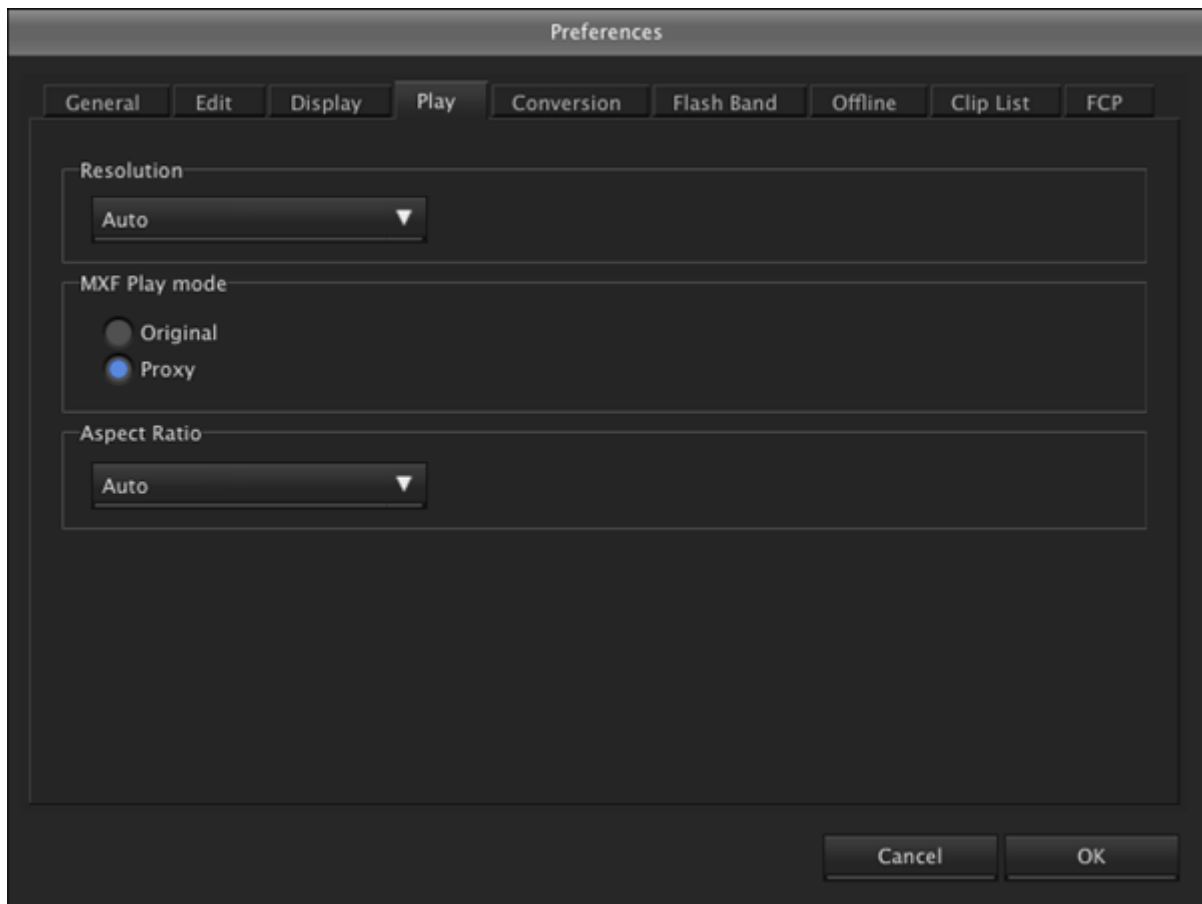 Preferences
General Edit Display Play Conversion Flash Band Offline Clip List FCP
Resolution
Auto
MXF Play mode
Original
Proxy
Aspect Ratio
Auto
Cancel OK